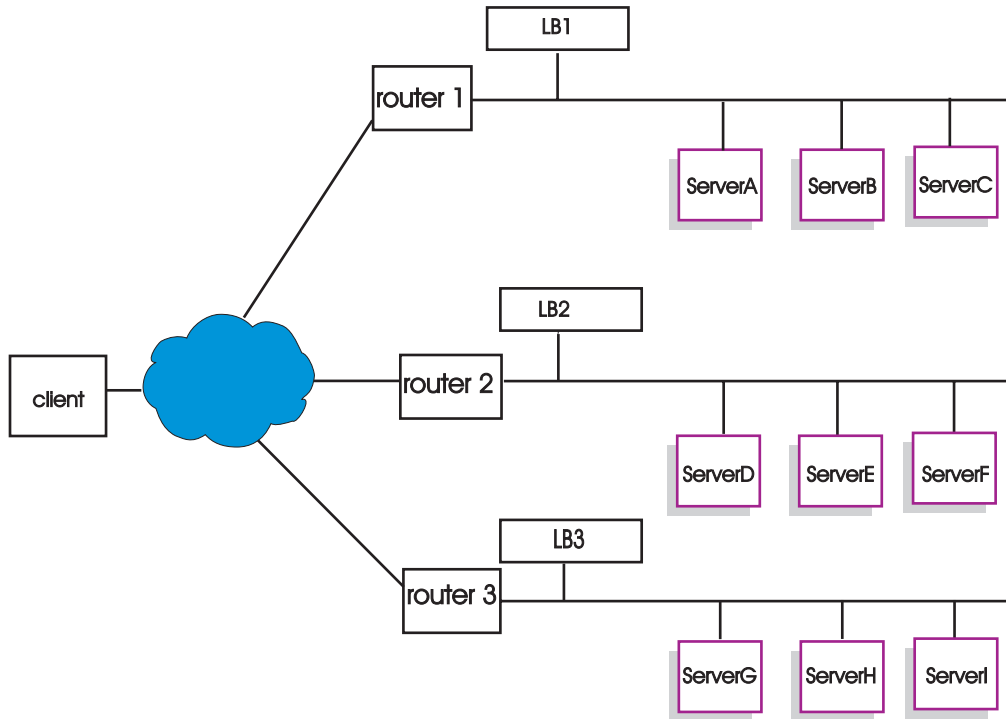 LB1
router 1
ServerA
ServerB
ServerC
LB2
client
router 2
ServerD
ServerE
ServerF
LB3
router 3
ServerG
ServerH
ServerI